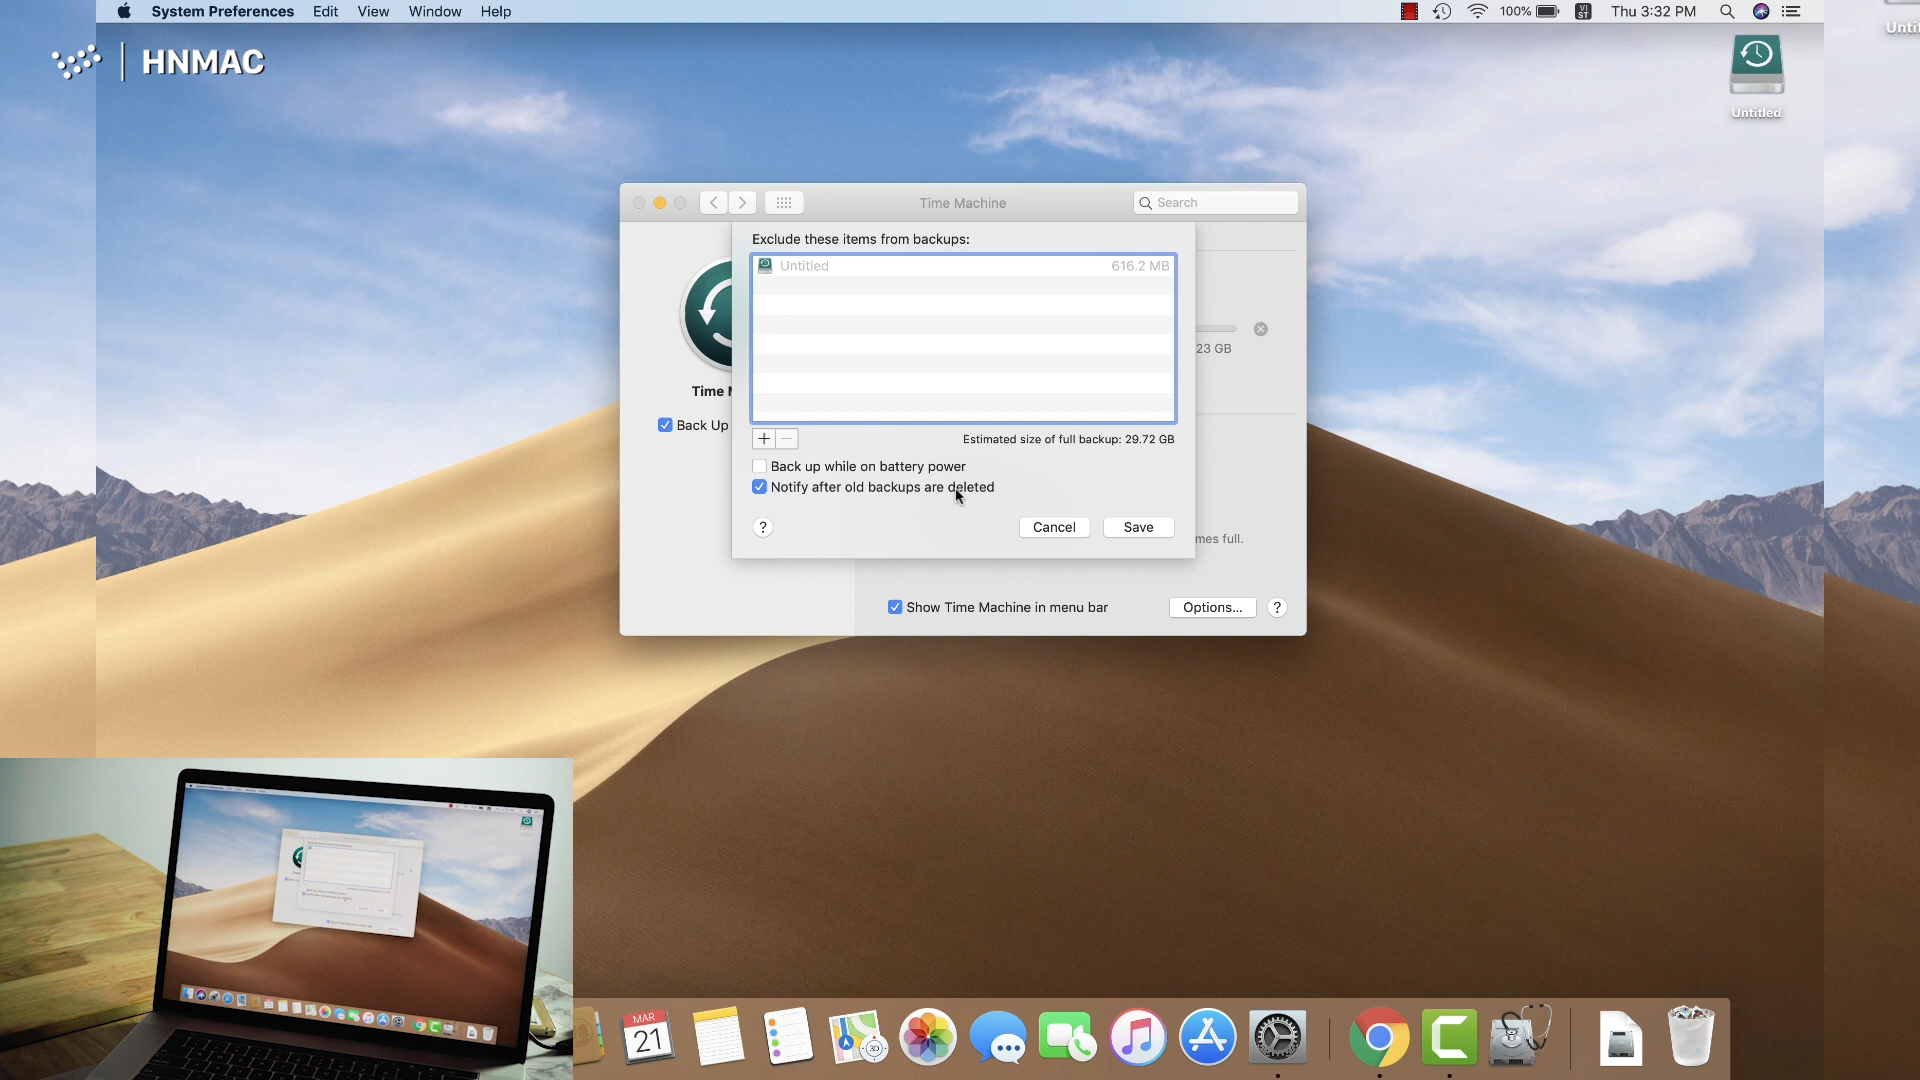 System Preferences Edit View Window Help
100% VI ST Thu 3:32 PM
HNMAC
Untitled
Time Machine
Search
Exclude these items from backups:
Untitled 616.2 MB
23 GB
Time
Back Up
+ − Estimated size of full backup: 29.72 GB
Back up while on battery power
Notify after old backups are deleted
? Cancel Save
mes full.
Show Time Machine in menu bar Options... ?
MAR
21
3D